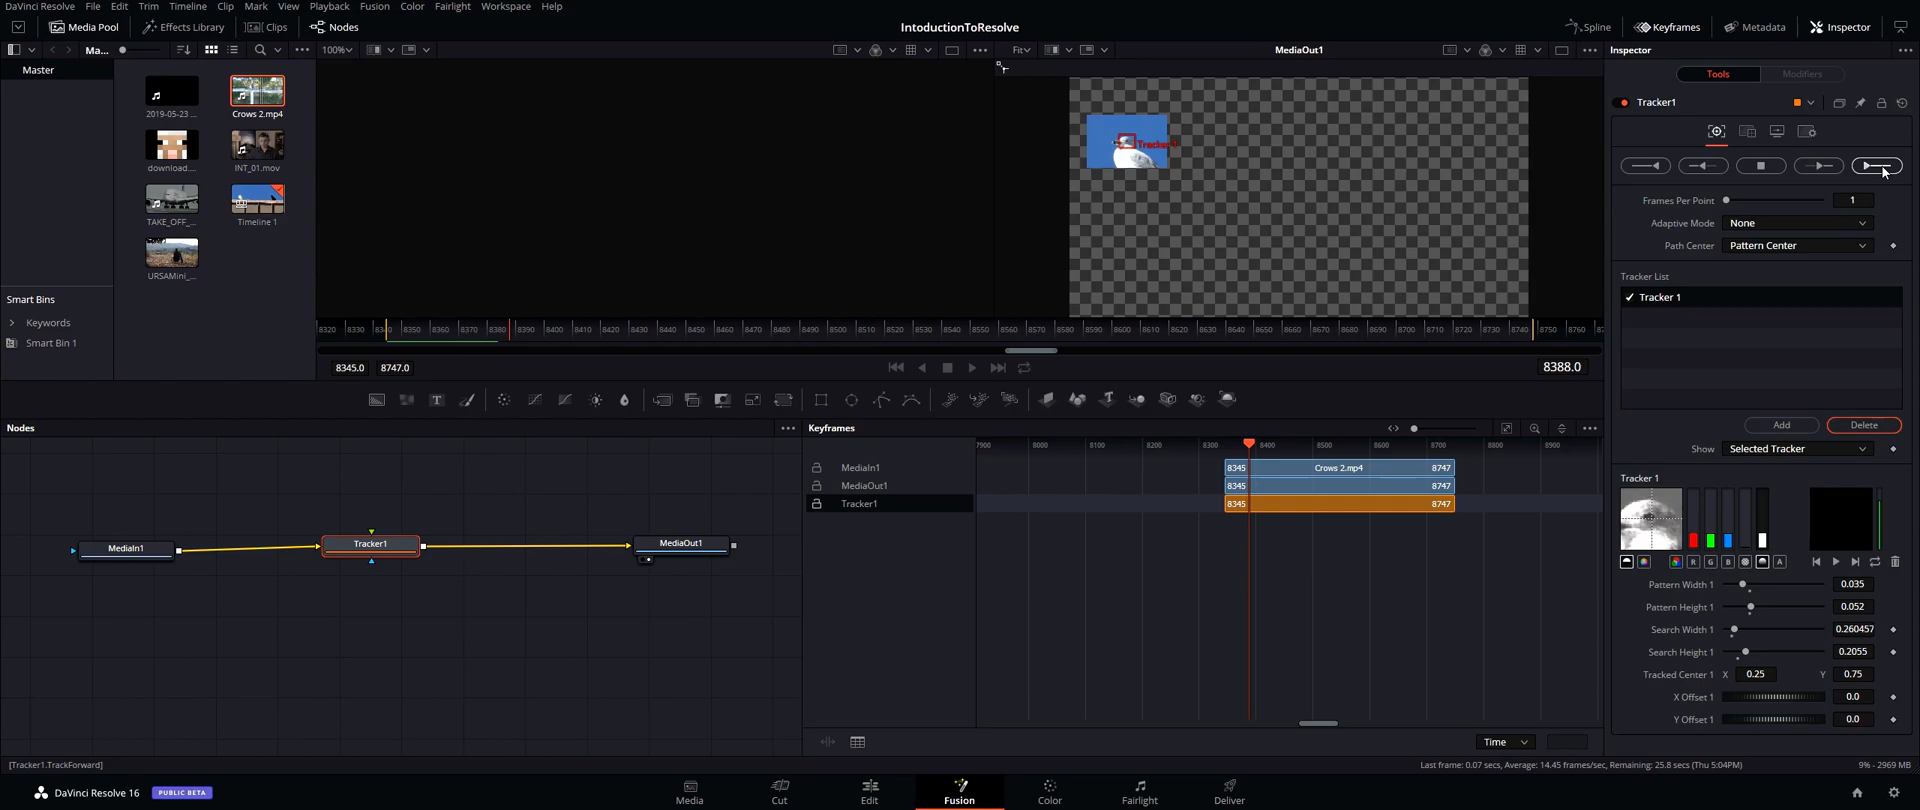 DaVinci Resolve File Edit Trim Timeline Clip Mark View Playback Fusion Color Fairlight Workspace Help
Media Pool Effects Library Clips Nodes IntoductionToResolve Spline Keyframes Metadata Inspector
Ma... 100% Fit MediaOut1 Inspector
Master
Tools Modifiers
Tracker1
2019-05-23 ... Crows 2.mp4
download.... INT_01.mov
TAKE_OFF_... Timeline 1
URSAMini_...
Tracker
Frames Per Point 1
Adaptive Mode None
Path Center Pattern Center
Tracker List
Tracker 1
Smart Bins
Keywords
Smart Bin 1
8320 8330 8340 8350 8360 8370 8380 8390 8400 8410 8420 8430 8440 8450 8460 8470 8480 8490 8500 8510 8520 8530 8540 8550 8560 8570 8580 8590 8600 8610 8620 8630 8640 8650 8660 8670 8680 8690 8700 8710 8720 8730 8740 8750 8760
8345.0 8747.0 8388.0
T
Add Delete
Show Selected Tracker
Nodes
MediaIn1 Tracker1 MediaOut1
Keyframes
7900 8000 8100 8200 8300 8400 8500 8600 8700 8800 8900
MediaIn1 8345 Crows 2.mp4 8747
MediaOut1 8345 8747
Tracker1 8345 8747
Time
Tracker 1
R G B A
Pattern Width 1 0.035
Pattern Height 1 0.052
Search Width 1 0.260457
Search Height 1 0.2055
Tracked Center 1 X 0.25 Y 0.75
X Offset 1 0.0
Y Offset 1 0.0
[Tracker1.TrackForward] Last frame: 0.07 secs, Average: 14.45 frames/sec, Remaining: 25.8 secs (Thu 5:04PM) 9% - 2969 MB
DaVinci Resolve 16 PUBLIC BETA Media Cut Edit Fusion Color Fairlight Deliver